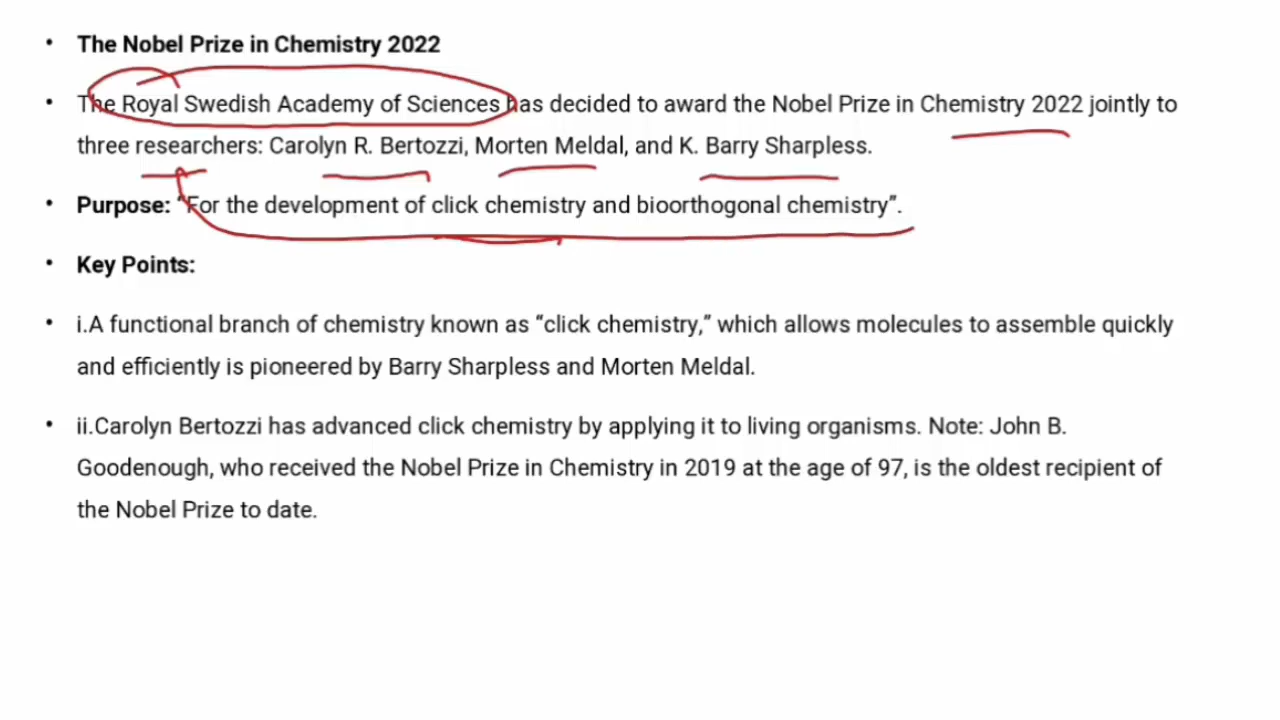 • The Nobel Prize in Chemistry 2022
• The Royal Swedish Academy of Sciences has decided to award the Nobel Prize in Chemistry 2022 jointly to
three researchers: Carolyn R. Bertozzi, Morten Meldal, and K. Barry Sharpless.
• Purpose: “For the development of click chemistry and bioorthogonal chemistry”.
• Key Points:
• i.A functional branch of chemistry known as “click chemistry,” which allows molecules to assemble quickly
and efficiently is pioneered by Barry Sharpless and Morten Meldal.
• ii.Carolyn Bertozzi has advanced click chemistry by applying it to living organisms. Note: John B.
Goodenough, who received the Nobel Prize in Chemistry in 2019 at the age of 97, is the oldest recipient of
the Nobel Prize to date.